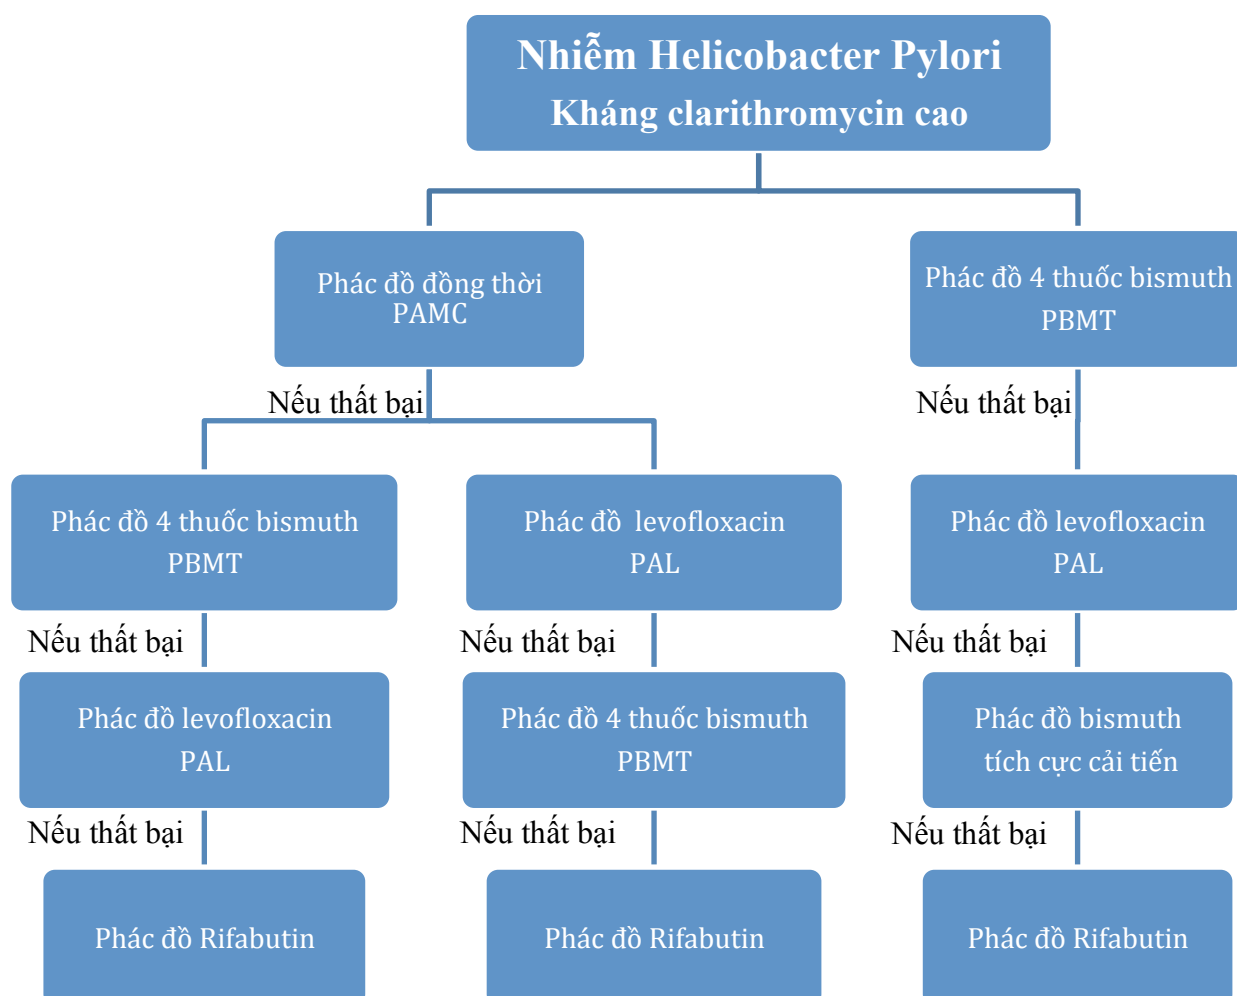 Nhiễm Helicobacter Pylori
Kháng clarithromycin cao
Phác đồ đồng thời
PAMC
Phác đồ 4 thuốc bismuth
PBMT
Nếu thất bại
Nếu thất bại
Phác đồ 4 thuốc bismuth
PBMT
Phác đồ levofloxacin
PAL
Phác đồ levofloxacin
PAL
Nếu thất bại
Nếu thất bại
Nếu thất bại
Phác đồ levofloxacin
PAL
Phác đồ 4 thuốc bismuth
PBMT
Phác đồ bismuth
tích cực cải tiến
Nếu thất bại
Nếu thất bại
Nếu thất bại
Phác đồ Rifabutin
Phác đồ Rifabutin
Phác đồ Rifabutin